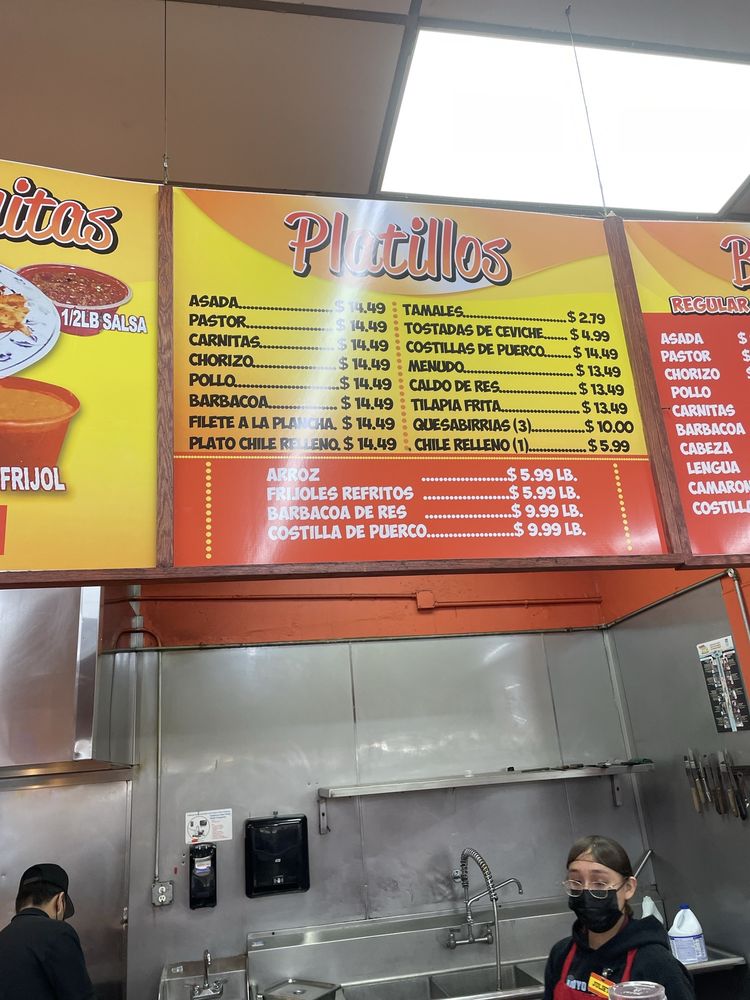 Platillos
ASADA.................$ 14.49
PASTOR.................$ 14.49
CARNITAS.................$ 14.49
CHORIZO.................$ 14.49
POLLO.................$ 14.49
BARBACOA.................$ 14.49
FILETE A LA PLANCHA. $ 14.49
PLATO CHILE RELLENO. $ 14.49
TAMALES.................$ 2.79
TOSTADAS DE CEVICHE......$ 4.99
COSTILLAS DE PUERCO......$ 14.49
MENUDO.................$ 13.49
CALDO DE RES.................$ 13.49
TILAPIA FRITA.................$ 13.49
QUESABIRRIAS (3)............$ 10.00
CHILE RELLENO (1)............$ 5.99
ARROZ .................$ 5.99 LB.
FRIJOLES REFRITOS .................$ 5.99 LB.
BARBACOA DE RES .................$ 9.99 LB.
COSTILLA DE PUERCO.................$ 9.99 LB.
1/2LB SALSA
FRIJOL
REGULAR
ASADA $
PASTOR $
CHORIZO $
POLLO
CARNITAS
BARBACOA
CABEZA
LENGUA